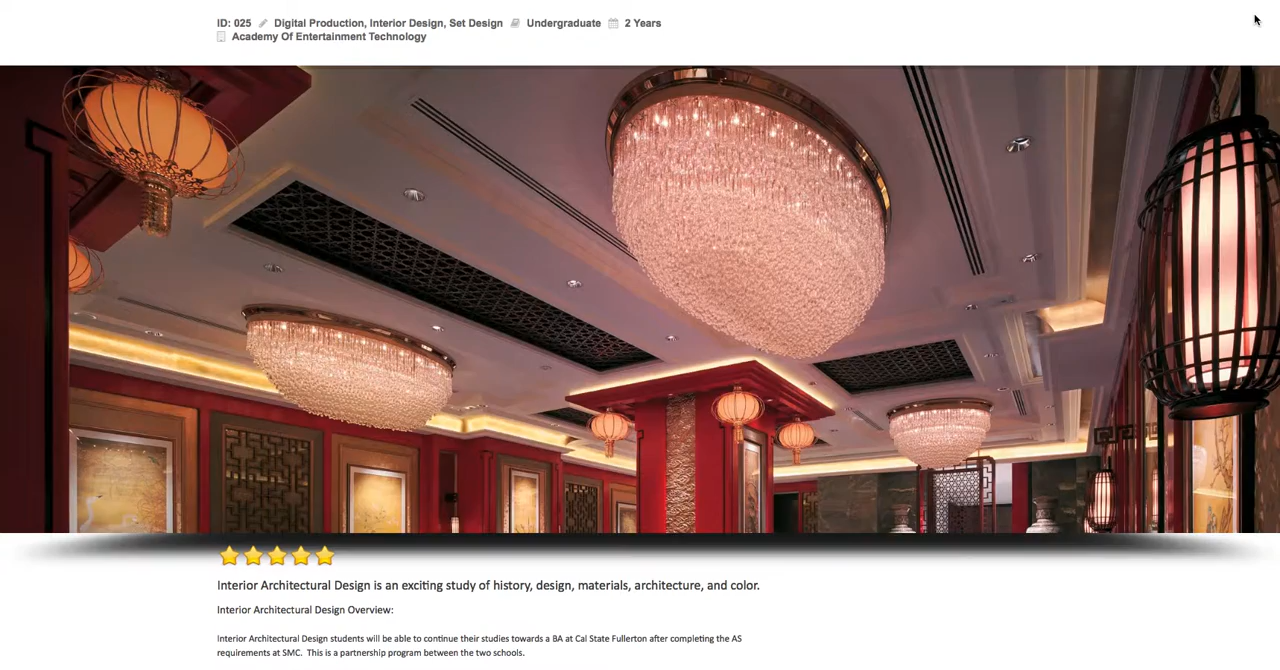 ID: 025 Digital Production, Interior Design, Set Design Undergraduate 2 Years
Academy Of Entertainment Technology
Interior Architectural Design is an exciting study of history, design, materials, architecture, and color.
Interior Architectural Design Overview:
Interior Architectural Design students will be able to continue their studies towards a BA at Cal State Fullerton after completing the AS
requirements at SMC. This is a partnership program between the two schools.